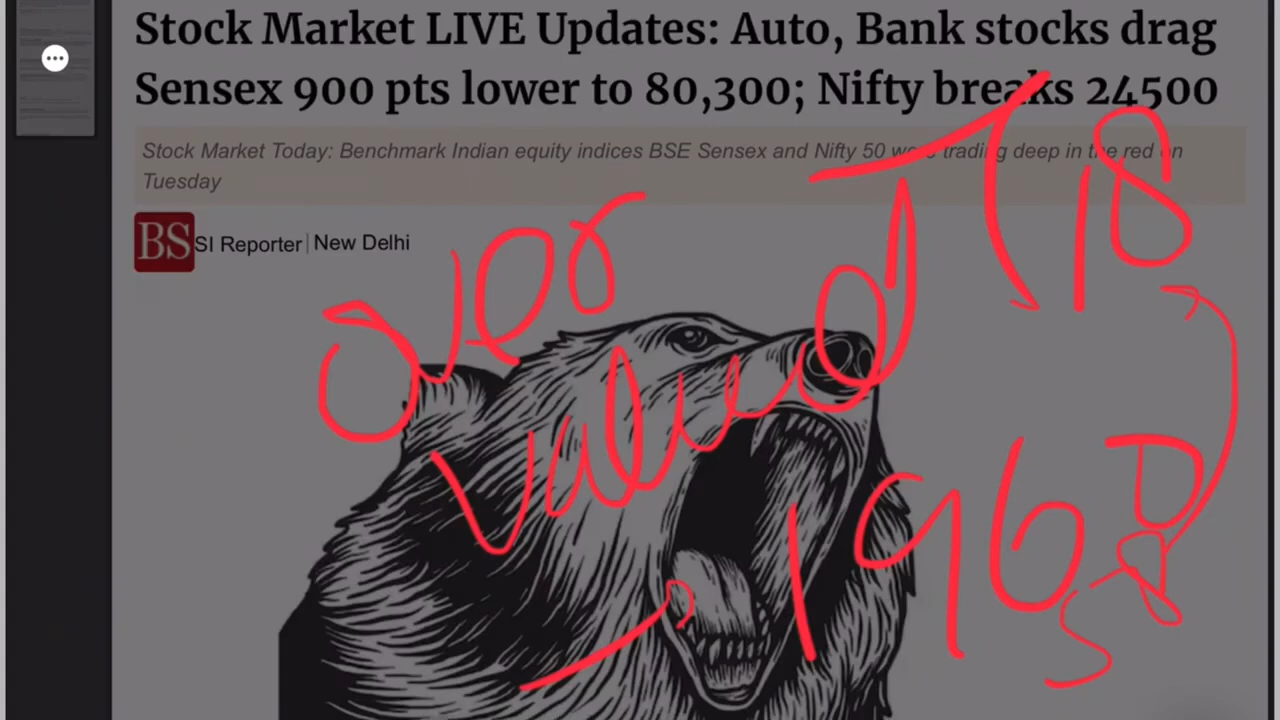 Stock Market LIVE Updates: Auto, Bank stocks drag
Sensex 900 pts lower to 80,300; Nifty breaks 24500
Stock Market Today: Benchmark Indian equity indices BSE Sensex and Nifty 50 were trading deep in the red on
Tuesday
BS SI Reporter | New Delhi
18
over
valued
1960